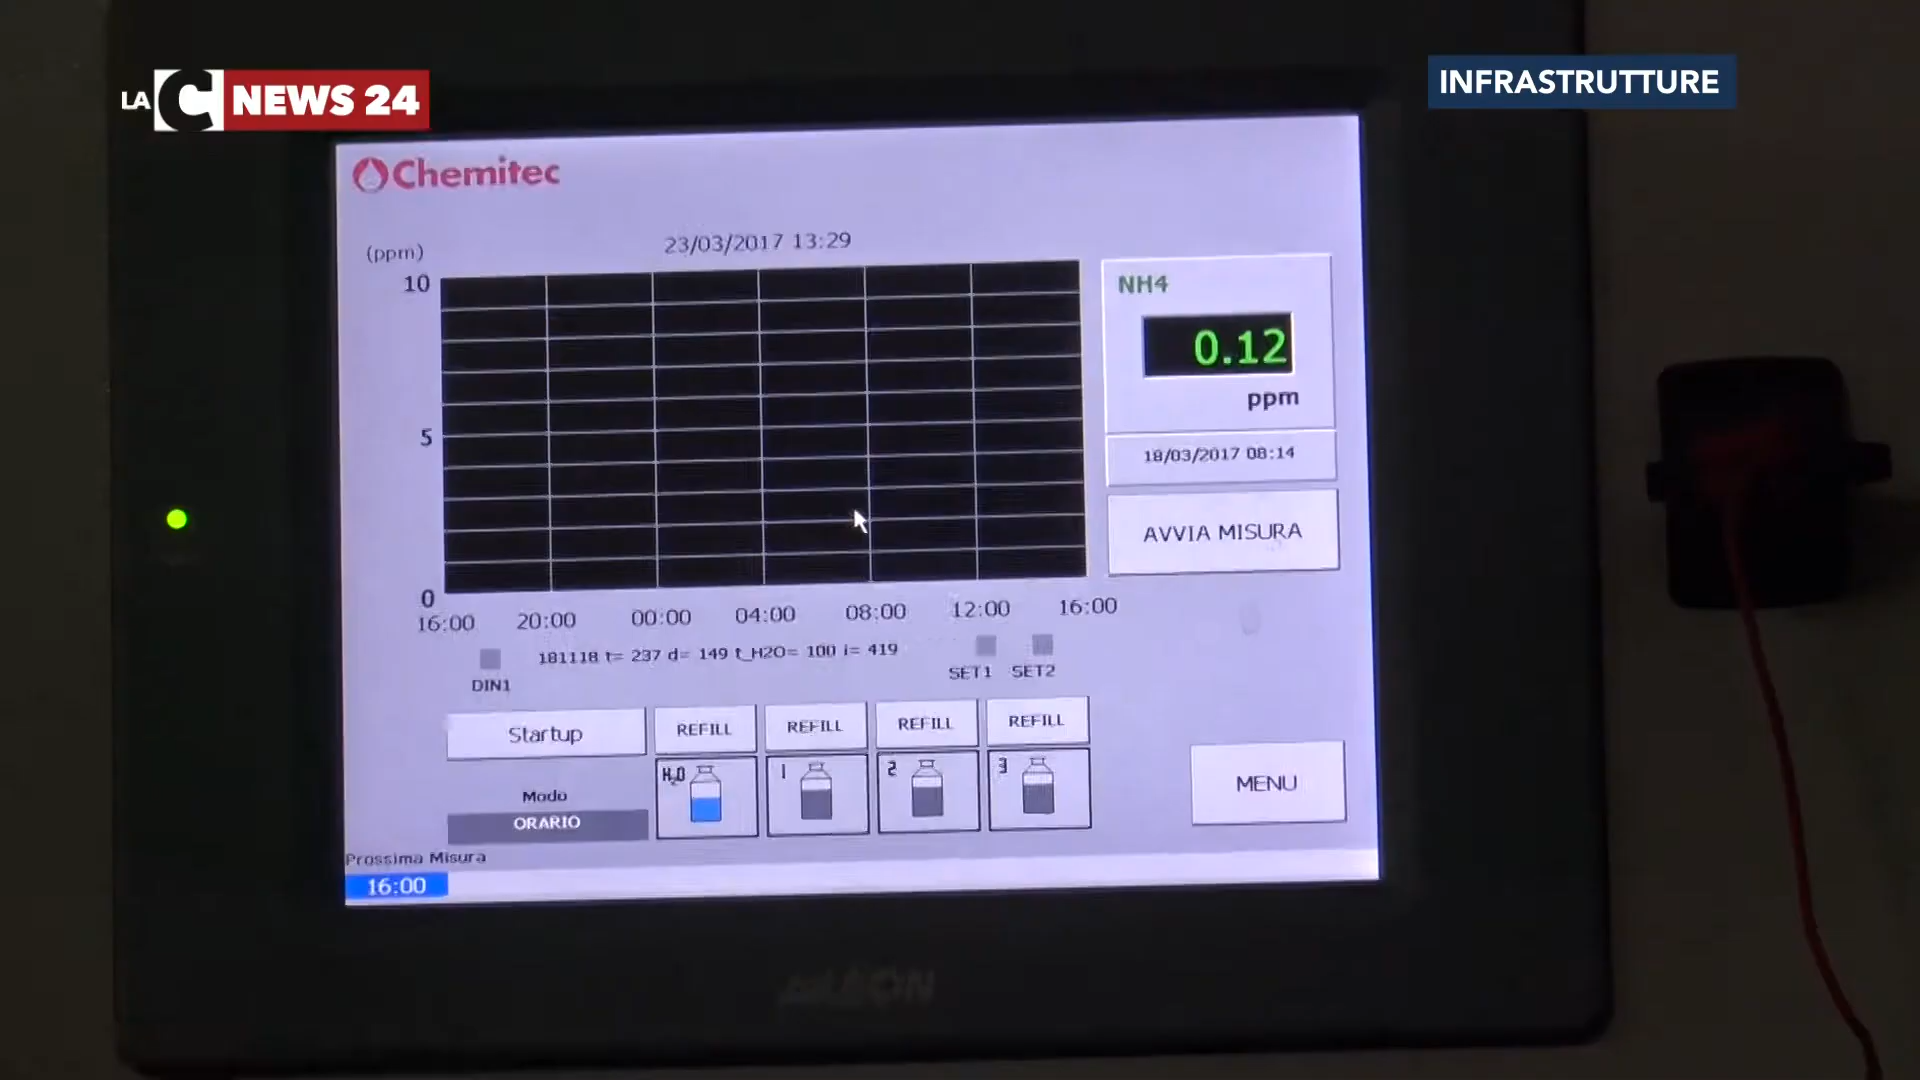 LA C NEWS 24
INFRASTRUTTURE
Chemitec
23/03/2017 13:29
(ppm)
10
5
0
16:00 20:00 00:00 04:00 08:00 12:00 16:00
NH4
0.12
ppm
18/03/2017 08:14
AVVIA MISURA
181118 t= 237 d= 149 t_H2O= 100 i= 419
DIN1
SET1 SET2
Startup
REFILL REFILL REFILL REFILL
H2O 1 2 3
Modo
ORARIO
MENU
Prossima Misura
16:00